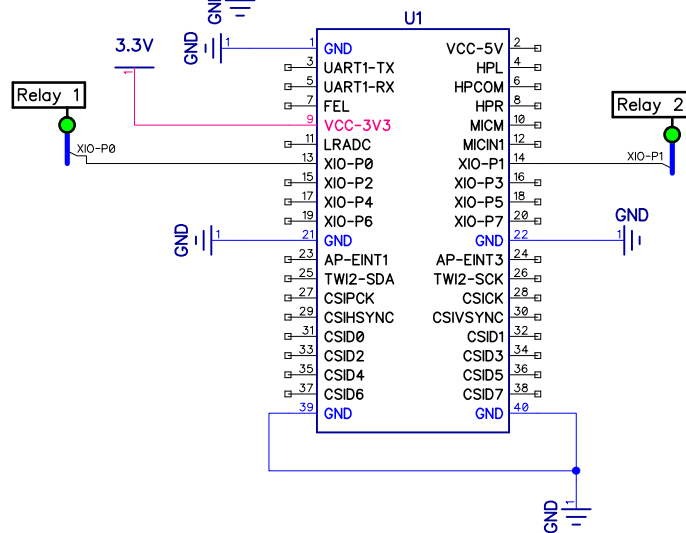 GND
U1
GND 1 1 GND VCC-5V 2
3.3V 3 UART1-TX HPL 4
5 UART1-RX HPCOM 6
Relay 1 1 7 FEL HPR 8 Relay 2
9 VCC-3V3 MICM 10
11 LRADC MICIN1 12
XIO-P0 13 XIO-P0 XIO-P1 14 XIO-P1
15 XIO-P2 XIO-P3 16
17 XIO-P4 XIO-P5 18
19 XIO-P6 XIO-P7 20 GND
GND 1 21 GND GND 22 1
23 AP-EINT1 AP-EINT3 24
25 TWI2-SDA TWI2-SCK 26
27 CSIPCK CSICK 28
29 CSIHSYNC CSIVSYNC 30
31 CSID0 CSID1 32
33 CSID2 CSID3 34
35 CSID4 CSID5 36
37 CSID6 CSID7 38
39 GND GND 40
GND 1